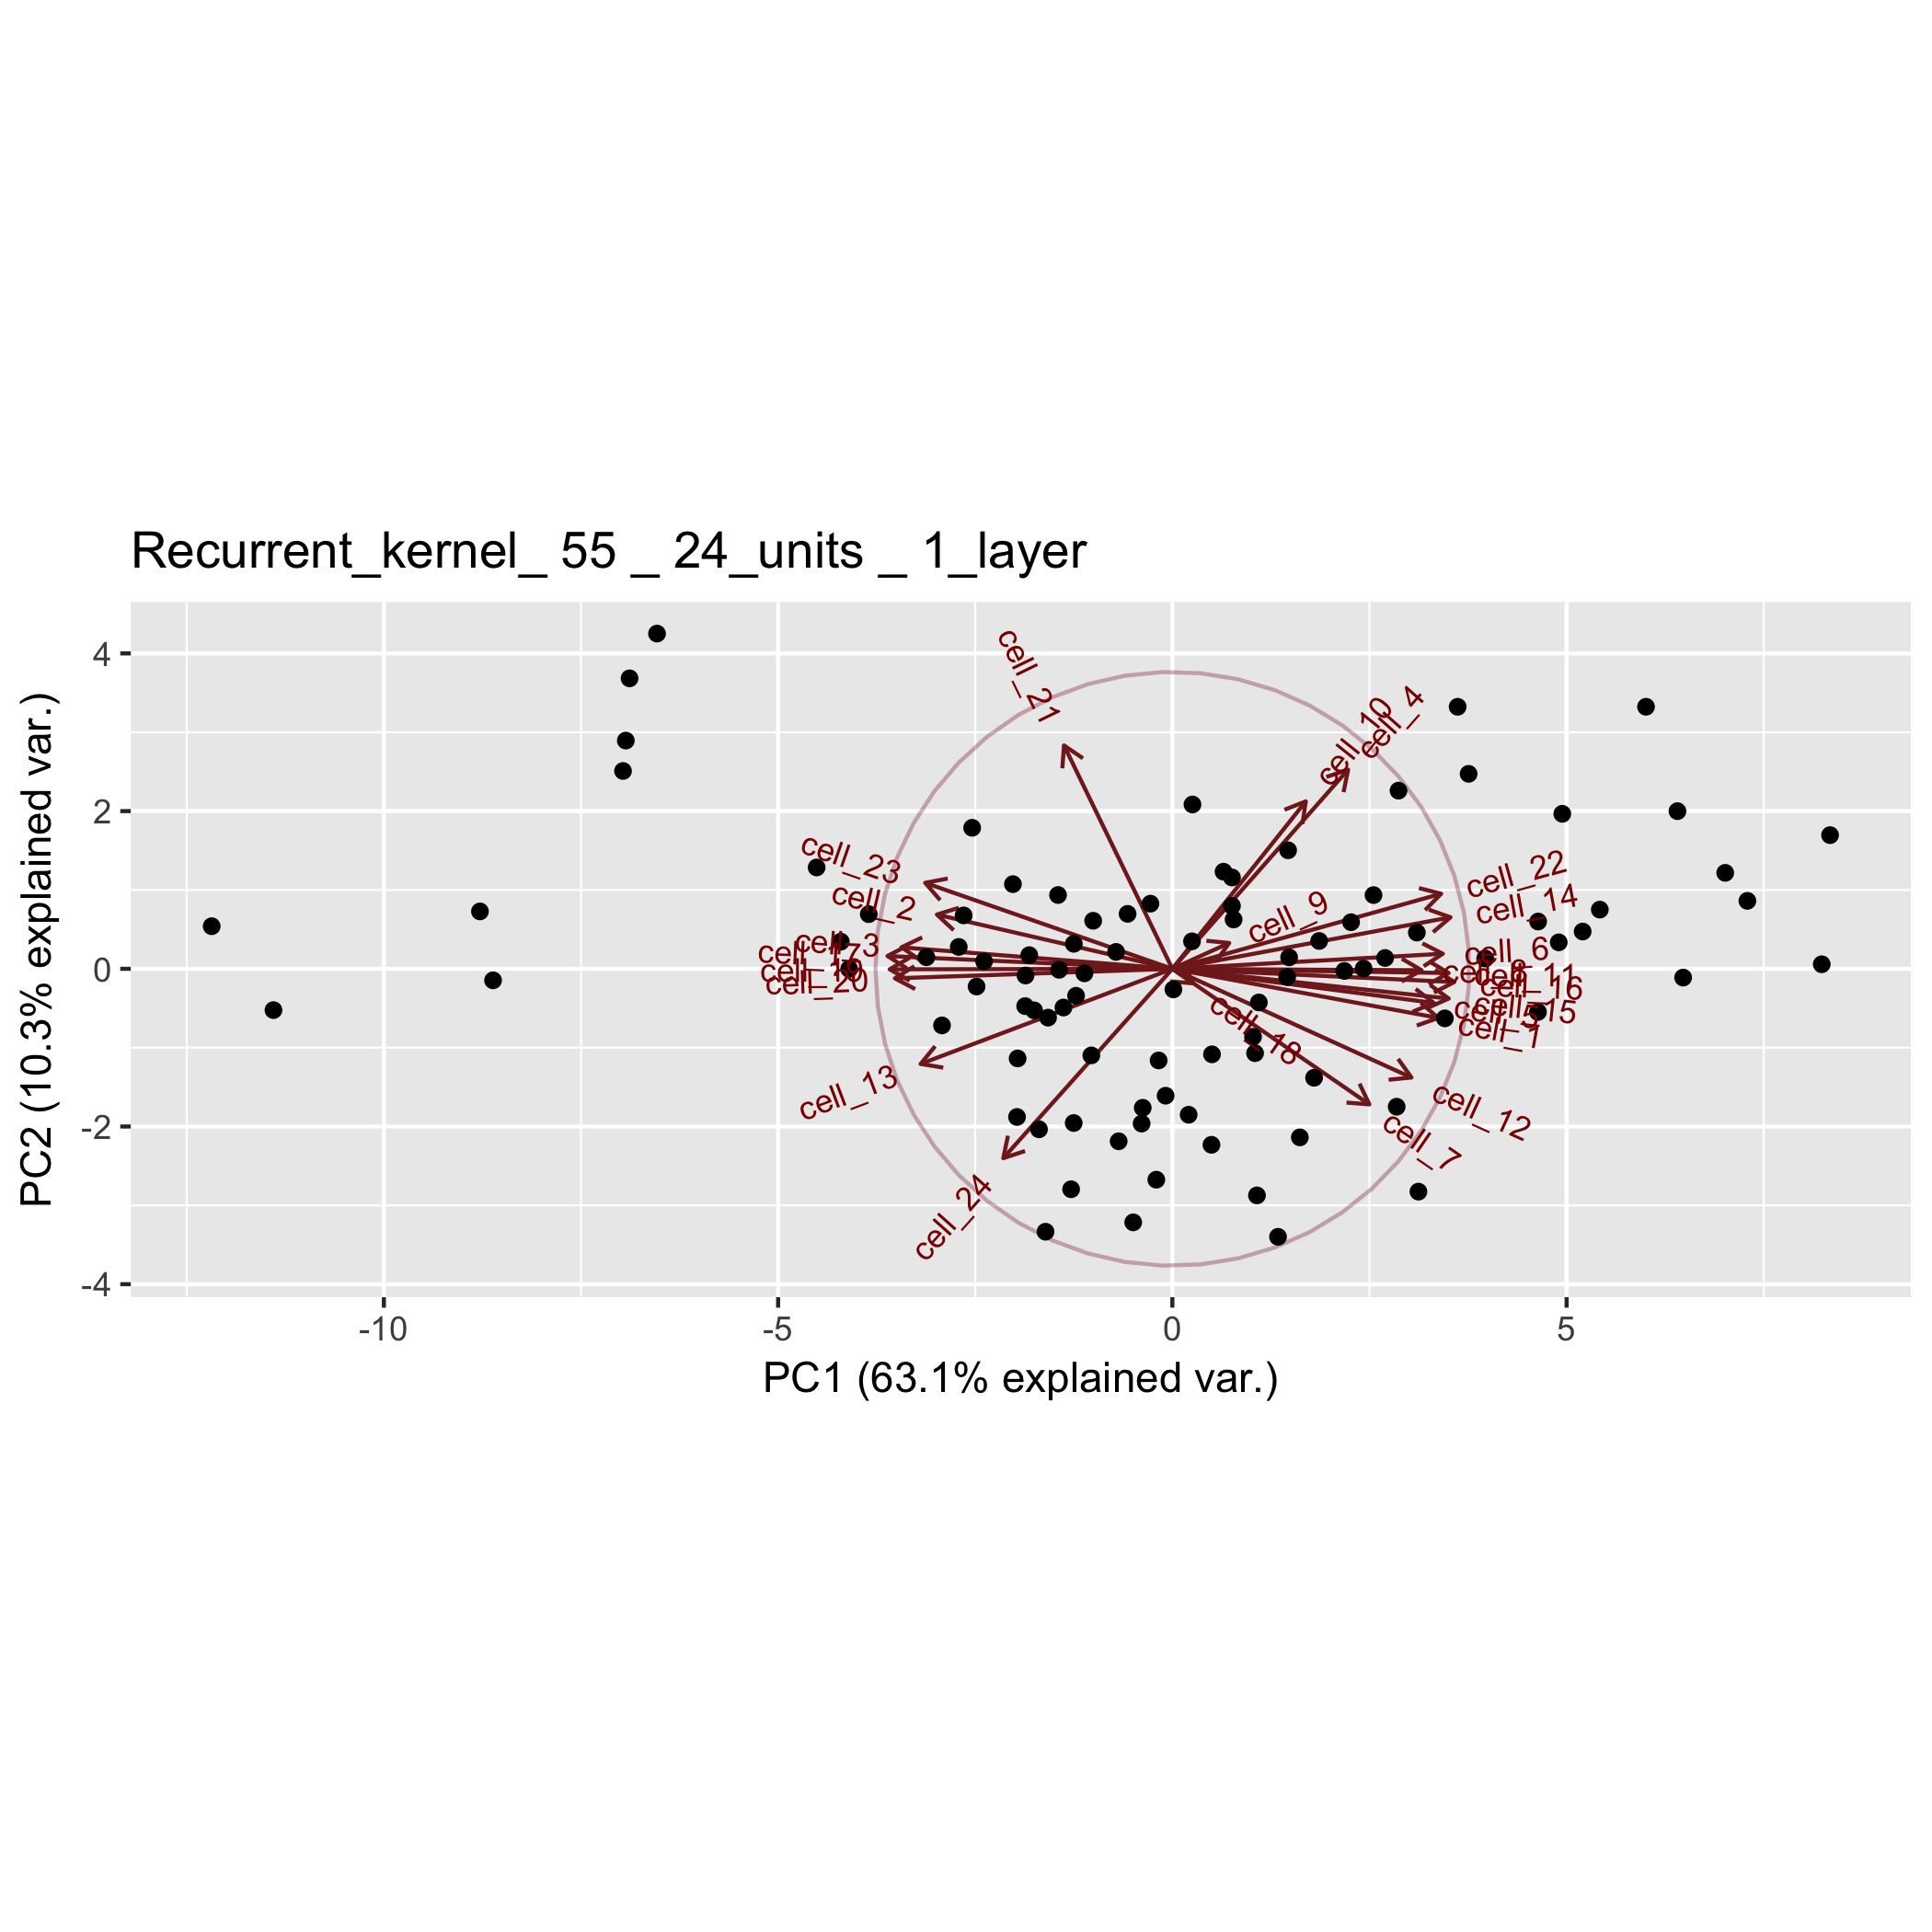 Recurrent_kernel_ 55 _ 24_units _ 1_layer
PC2 (10.3% explained var.)
4
2
0
-2
-4
cell_21
cell_10
cell_4
cell_23
cell_2
cell_22
cell_14
cell_9
cell_3
cell_6
cell_20
cell_11
cell_16
cell_15
cell_1
cell_18
cell_13
cell_12
cell_7
cell_24
-10
-5
0
5
PC1 (63.1% explained var.)